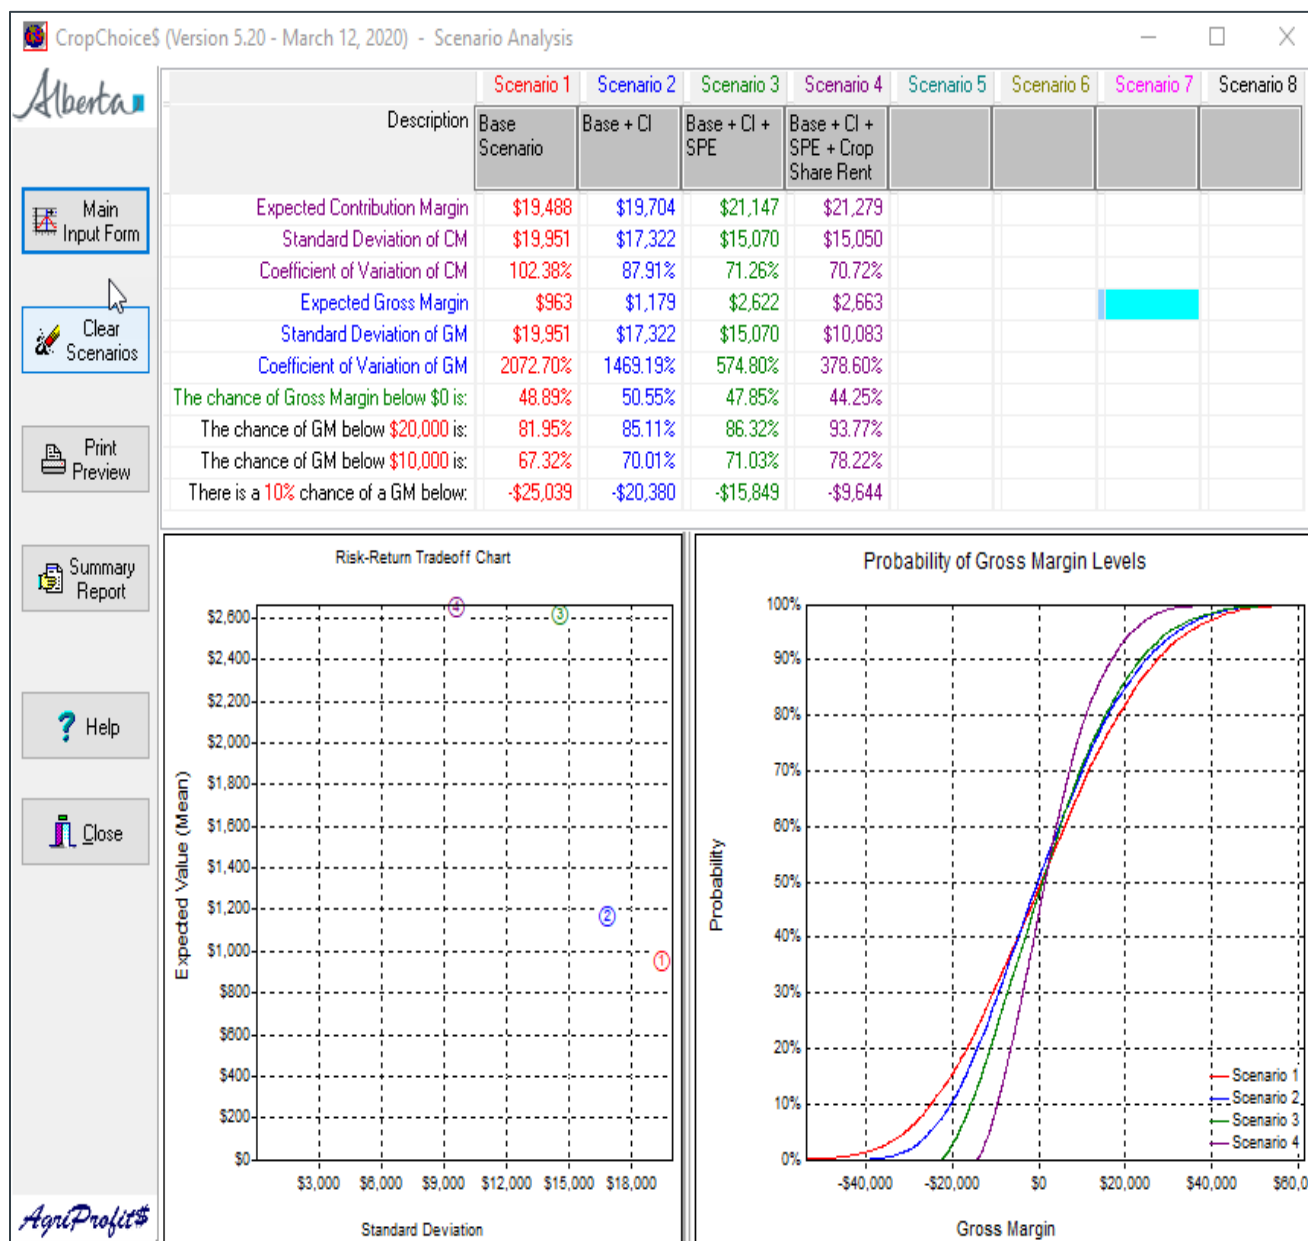 CropChoice$ (Version 5.20 - March 12, 2020) - Scenario Analysis
Alberta
Scenario 1 Scenario 2 Scenario 3 Scenario 4 Scenario 5 Scenario 6 Scenario 7 Scenario 8
Description Base Scenario Base + CI Base + CI + SPE Base + CI + SPE + Crop Share Rent
Expected Contribution Margin $19,488 $19,704 $21,147 $21,279
Standard Deviation of CM $19,951 $17,322 $15,070 $15,050
Coefficient of Variation of CM 102.38% 87.91% 71.26% 70.72%
Expected Gross Margin $963 $1,179 $2,622 $2,663
Standard Deviation of GM $19,951 $17,322 $15,070 $10,083
Coefficient of Variation of GM 2072.70% 1469.19% 574.80% 378.60%
The chance of Gross Margin below $0 is: 48.89% 50.55% 47.85% 44.25%
The chance of GM below $20,000 is: 81.95% 85.11% 86.32% 93.77%
The chance of GM below $10,000 is: 67.32% 70.01% 71.03% 78.22%
There is a 10% chance of a GM below: -$25,039 -$20,380 -$15,849 -$9,644
Main
Input Form
Clear
Scenarios
Print
Preview
Summary
Report
Help
Close
AgriProfit$
Risk-Return Tradeoff Chart
Expected Value (Mean)
$2,600
$2,400
$2,200
$2,000
$1,800
$1,600
$1,400
$1,200
$1,000
$800
$600
$400
$200
$0
4
3
2
1
$3,000 $6,000 $9,000 $12,000 $15,000 $18,000
Standard Deviation
Probability of Gross Margin Levels
Probability
100%
90%
80%
70%
60%
50%
40%
30%
20%
10%
0%
Scenario 1
Scenario 2
Scenario 3
Scenario 4
-$40,000 -$20,000 $0 $20,000 $40,000 $60,0
Gross Margin